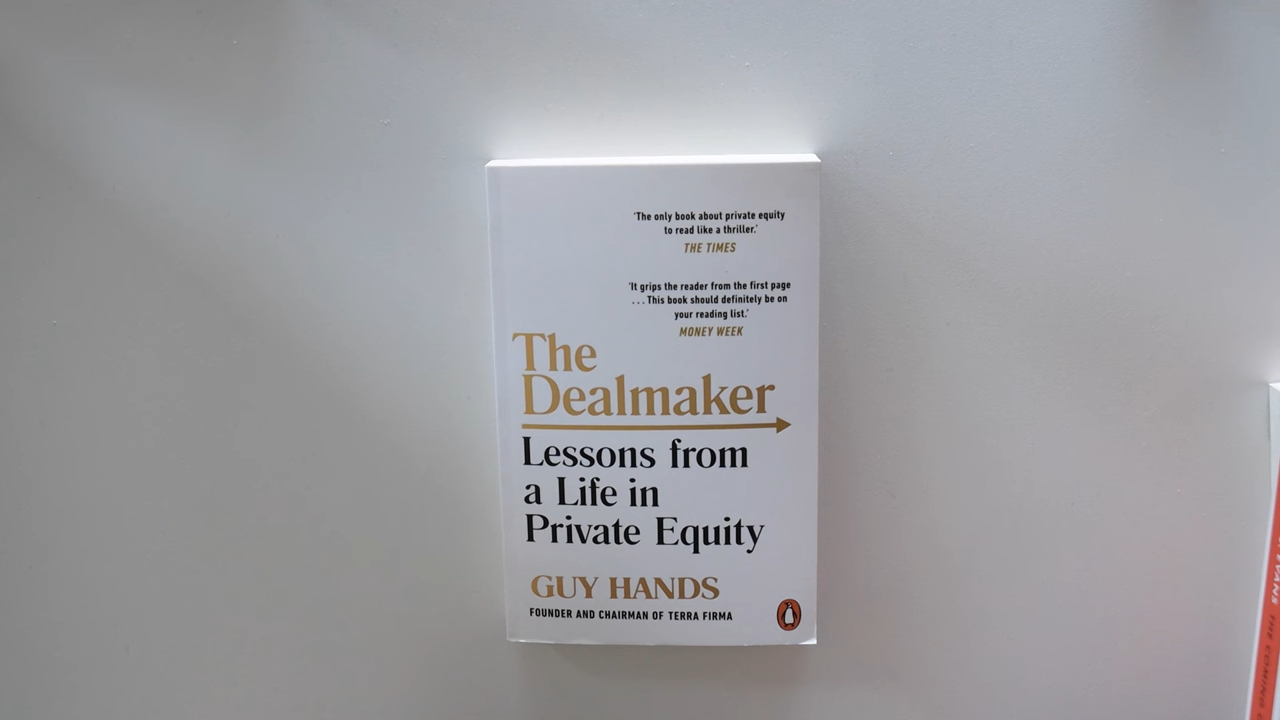 'The only book about private equity
to read like a thriller.'
THE TIMES
'It grips the reader from the first page
... This book should definitely be on
your reading list.'
MONEY WEEK
The
Dealmaker
Lessons from
a Life in
Private Equity
GUY HANDS
FOUNDER AND CHAIRMAN OF TERRA FIRMA
THE COMING